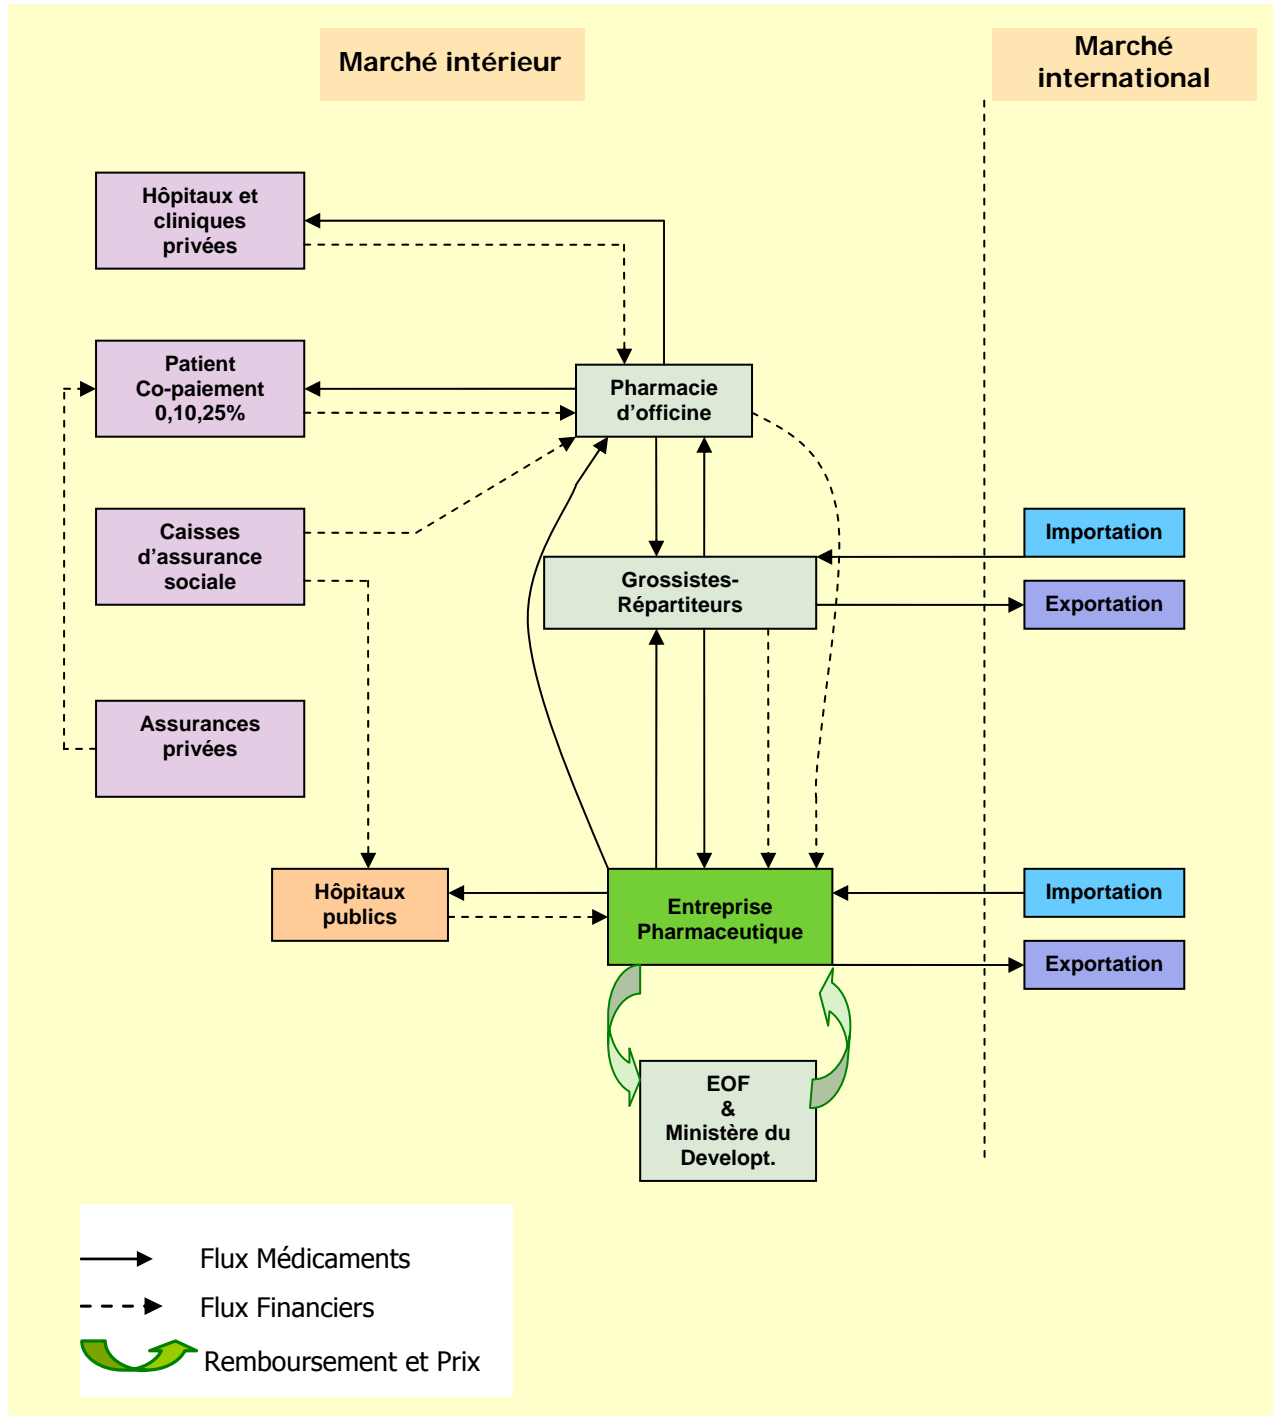 Marché intérieur
Marché
international
Hôpitaux et
cliniques
privées
Patient
Co-paiement
0,10,25%
Pharmacie
d’officine
Caisses
d’assurance
sociale
Importation
Grossistes-
Répartiteurs
Exportation
Assurances
privées
Hôpitaux
publics
Entreprise
Pharmaceutique
Importation
Exportation
EOF
&
Ministère du
Developt.
Flux Médicaments
Flux Financiers
Remboursement et Prix